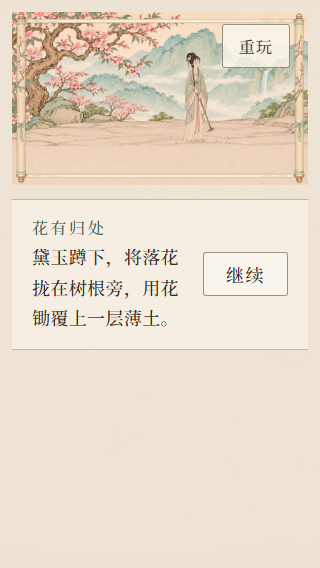 重玩
花有归处
黛玉蹲下，将落花
拢在树根旁，用花
锄覆上一层薄土。
继续